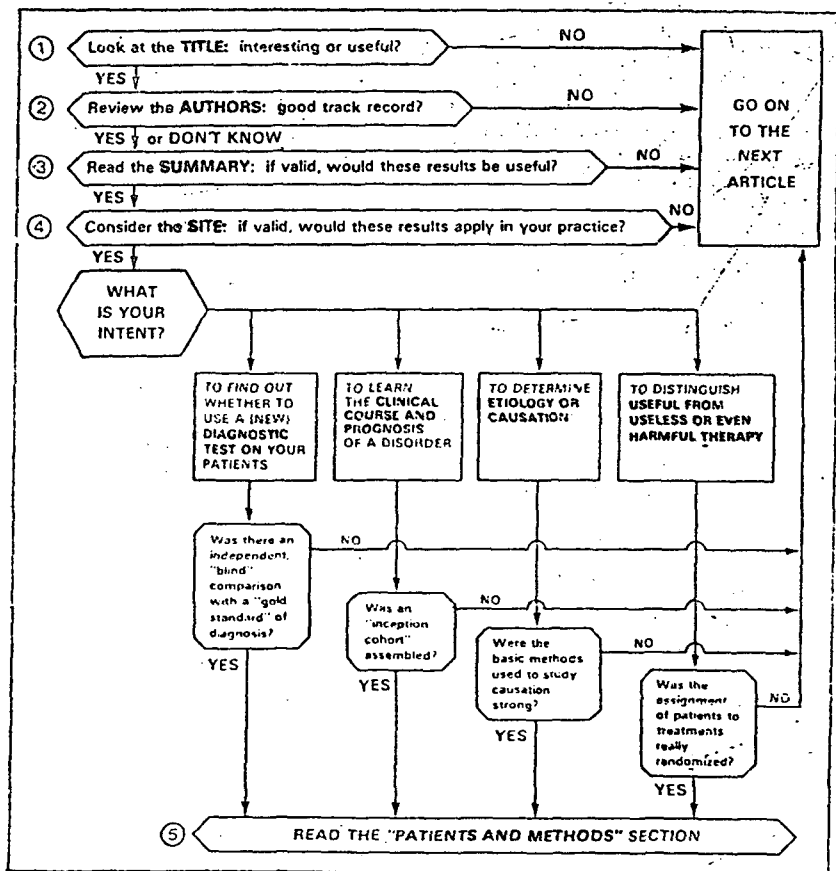 1 Look at the TITLE: interesting or useful?
NO
YES
2 Review the AUTHORS: good track record?
NO
YES or DON'T KNOW
3 Read the SUMMARY: if valid, would these results be useful?
NO
YES
4 Consider the SITE: if valid, would these results apply in your practice?
NO
YES
GO ON
TO THE
NEXT
ARTICLE
WHAT
IS YOUR
INTENT?
TO FIND OUT
WHETHER TO
USE A (NEW)
DIAGNOSTIC
TEST ON YOUR
PATIENTS
TO LEARN
THE CLINICAL
COURSE AND
PROGNOSIS
OF A DISORDER
TO DETERMINE
ETIOLOGY OR
CAUSATION
TO DISTINGUISH
USEFUL FROM
USELESS OR EVEN
HARMFUL THERAPY
Was there an
independent,
"blind"
comparison
with a "gold
standard" of
diagnosis?
NO
YES
Was an
"inception
cohort"
assembled?
NO
YES
Were the
basic methods
used to study
causation
strong?
NO
YES
Was the
assignment
of patients to
treatments
really
randomized?
NO
YES
5 READ THE "PATIENTS AND METHODS" SECTION